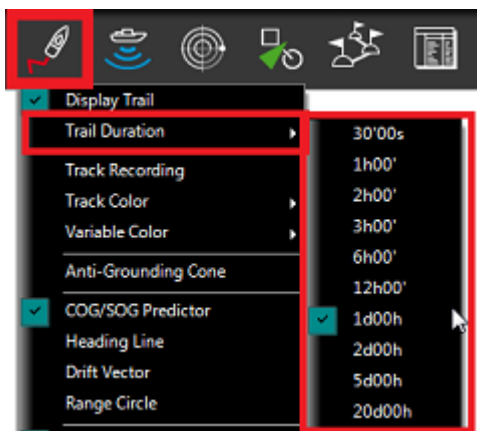 Display Trail
Trail Duration
Track Recording
Track Color
Variable Color
Anti-Grounding Cone
COG/SOG Predictor
Heading Line
Drift Vector
Range Circle
30'00s
1h00'
2h00'
3h00'
6h00'
12h00'
1d00h
2d00h
5d00h
20d00h